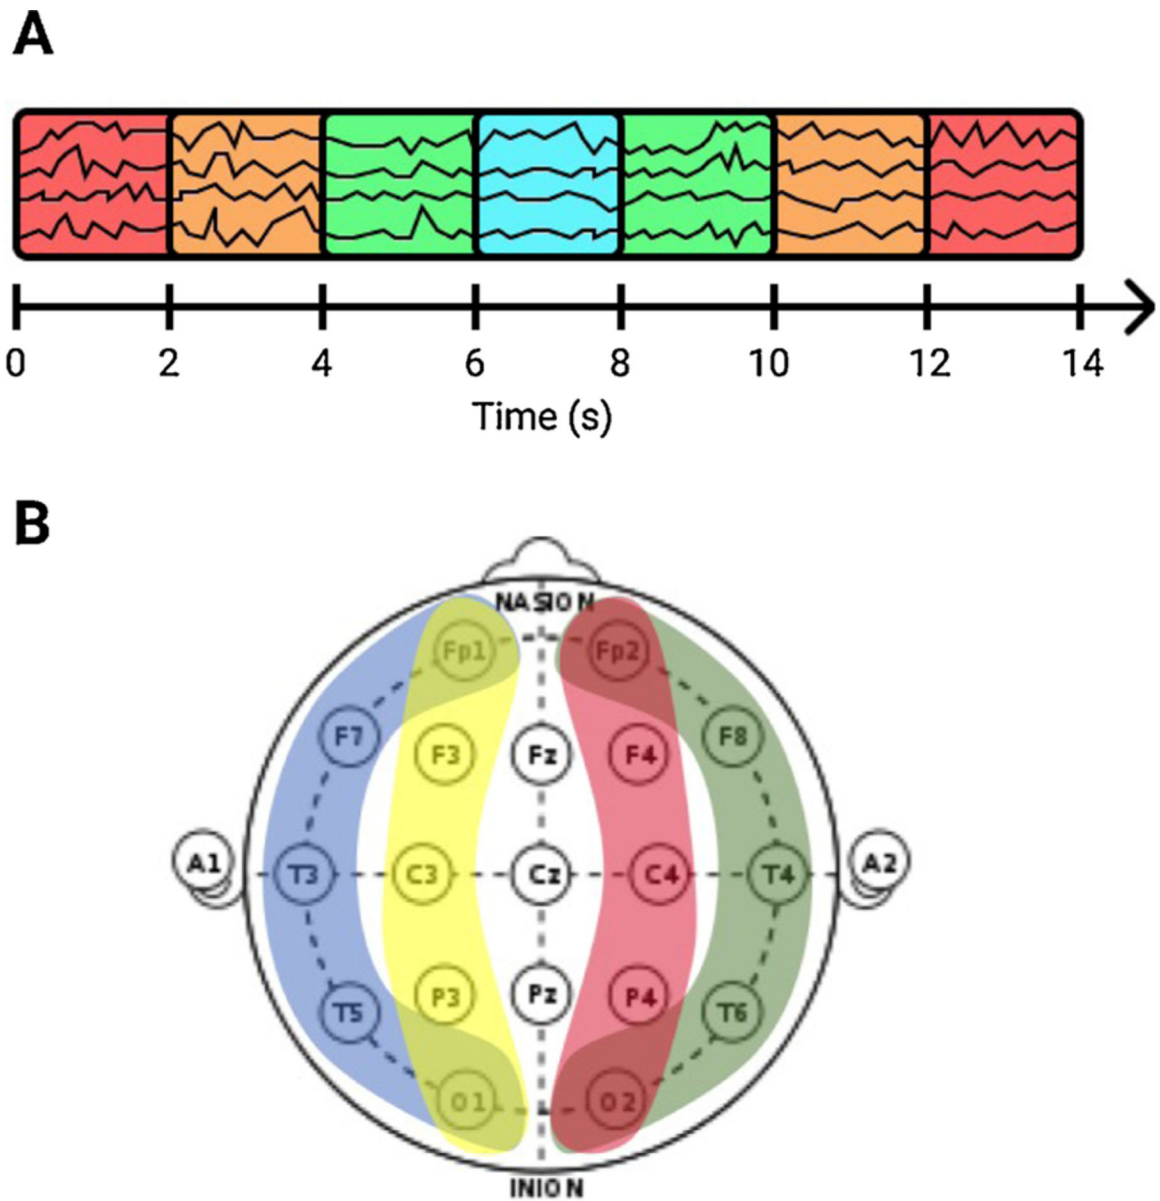 A
0 2 4 6 8 10 12 14
Time (s)
B
NASION
Fp1 Fp2
F7 F3 Fz F4 F8
A1 T3 C3 Cz C4 T4 A2
T5 P3 Pz P4 T6
O1 O2
INION